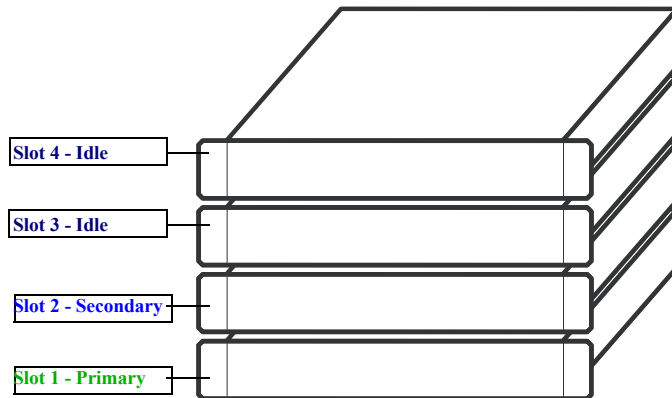 Slot 4 - Idle
Slot 3 - Idle
Slot 2 - Secondary
Slot 1 - Primary